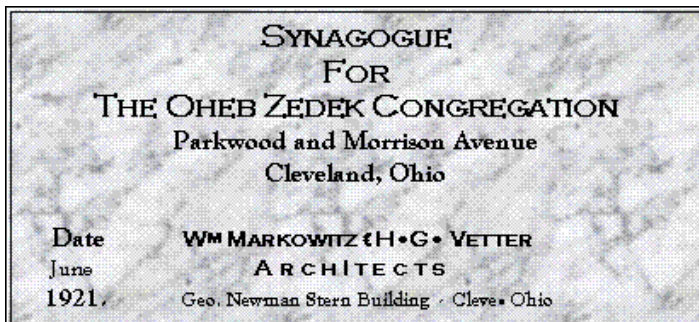 SYNAGOGUE
FOR
THE OHEB ZEDEK CONGREGATION
Parkwood and Morrison Avenue
Cleveland, Ohio
Date WM MARKOWITZ & H•G• VETTER
June ARCHITECTS
1921. Geo. Newman Stern Building - Cleve• Ohio